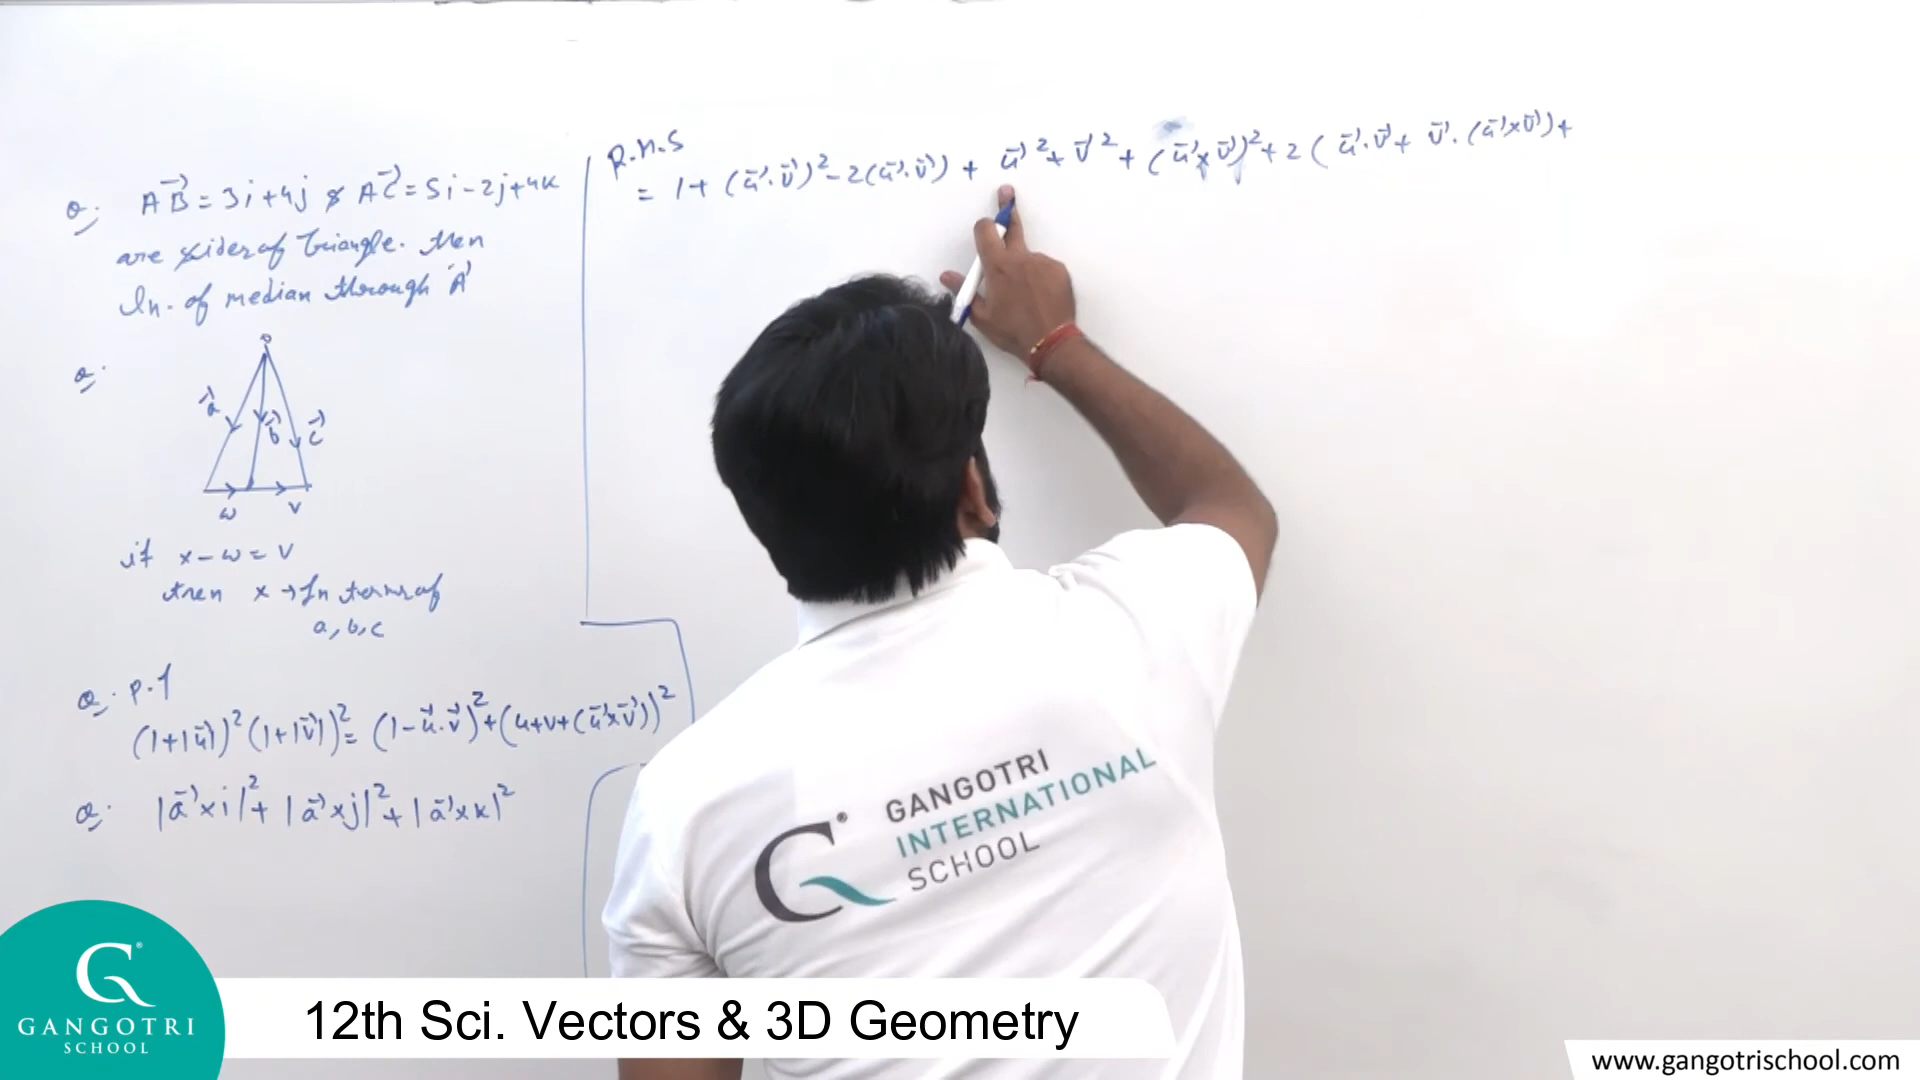 Q. AB⃗ = 3i + 4j & AC⃗ = 5i - 2j + 4k
are sides of triangle. then
ln. of median through 'A'
Q.
a⃗ b⃗ c⃗
w v
if x - w = v
then x → In terms of
a, b, c
Q. P.T
(1+|u⃗|)² (1+|v⃗|)² = (1 - u⃗.v⃗)² + (u+v+(u⃗×v⃗))²
Q. |a⃗×i|² + |a⃗×j|² + |a⃗×k|²
R.H.S
= 1 + (u⃗.v⃗)² - 2(u⃗.v⃗) + u⃗² + v⃗² + (u⃗×v⃗)² + 2(u⃗.v⃗ + v⃗.(u⃗×v⃗) +
GANGOTRI
INTERNATIONAL
SCHOOL
GANGOTRI
SCHOOL
12th Sci. Vectors & 3D Geometry
www.gangotrischool.com